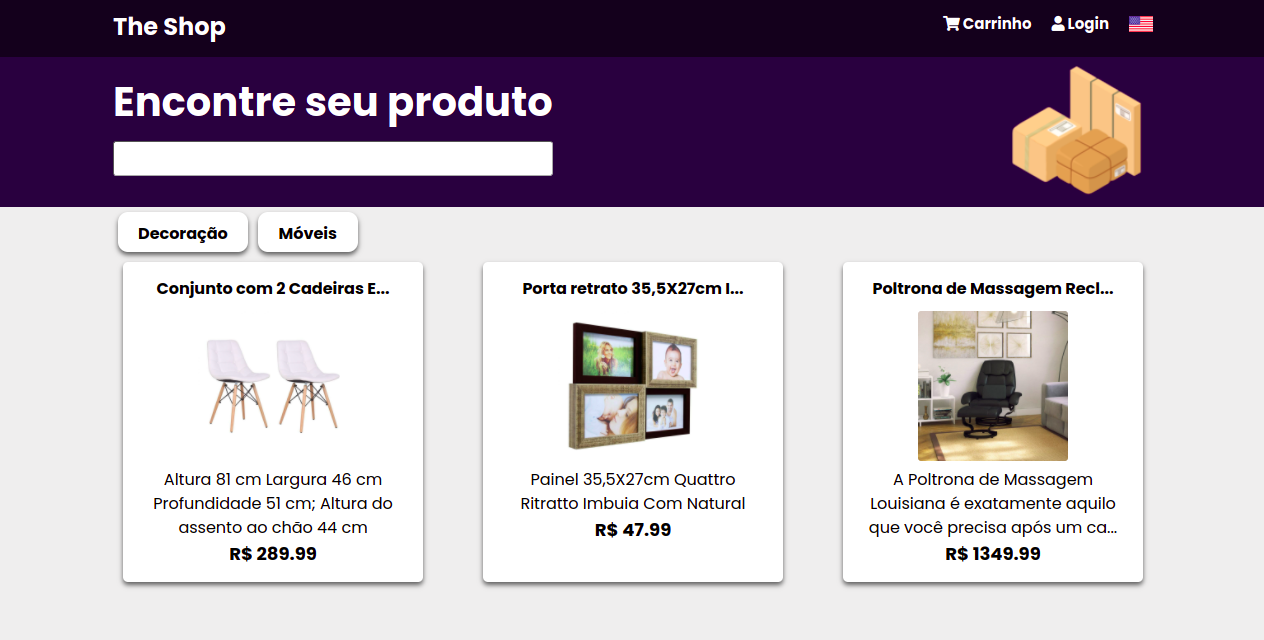 The Shop
Carrinho
Login
Encontre seu produto
Decoração
Móveis
Conjunto com 2 Cadeiras E...
Porta retrato 35,5X27cm I...
Poltrona de Massagem Recl...
Altura 81 cm Largura 46 cm
Profundidade 51 cm; Altura do
assento ao chão 44 cm
R$ 289.99
Painel 35,5X27cm Quattro
Ritratto Imbuia Com Natural
R$ 47.99
A Poltrona de Massagem
Louisiana é exatamente aquilo
que você precisa após um ca...
R$ 1349.99